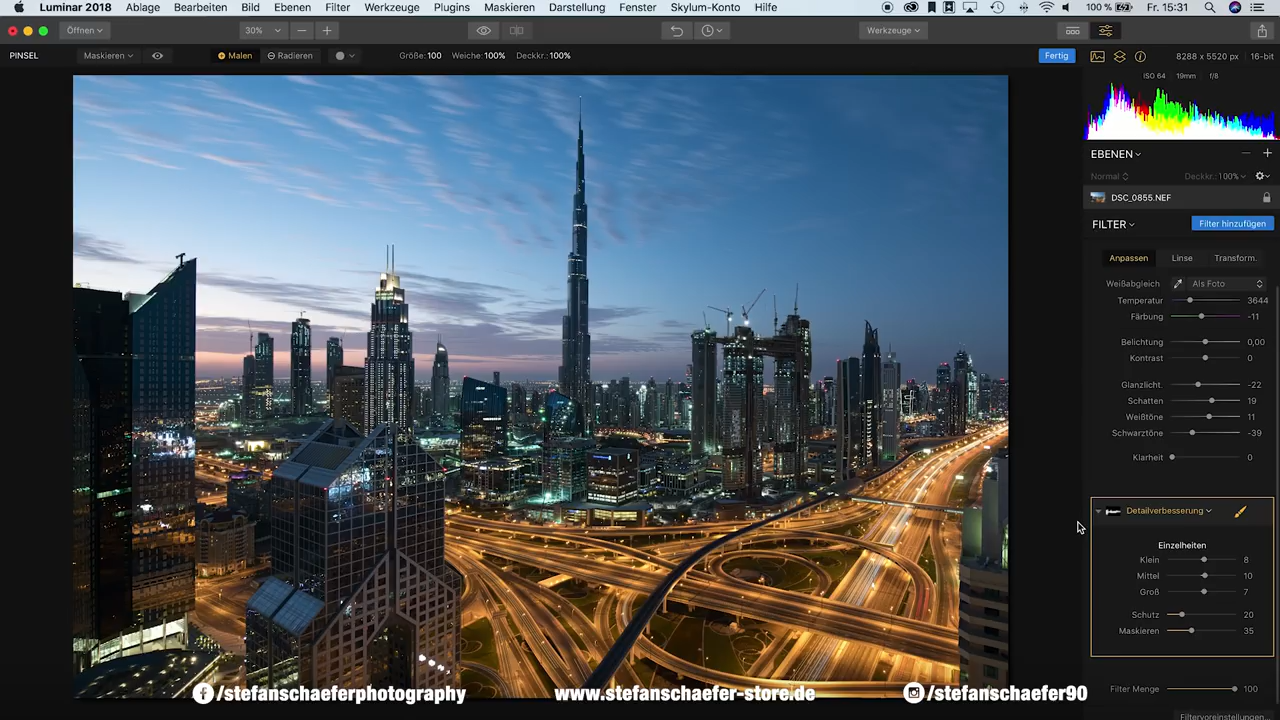 Luminar 2018 Ablage Bearbeiten Bild Ebenen Filter Werkzeuge Plugins Maskieren Darstellung Fenster Skylum-Konto Hilfe 100 % Fr. 15:31
Öffnen 30% Werkzeuge
PINSEL Maskieren Malen Radieren Größe: 100 Weiche: 100% Deckkr.: 100% Fertig 8288 x 5520 px 16-bit
ISO 64 19mm f/8
EBENEN
Normal Deckkr.: 100%
DSC_0855.NEF
FILTER Filter hinzufügen
Anpassen Linse Transform.
Weißabgleich Als Foto
Temperatur 3644
Färbung -11
Belichtung 0,00
Kontrast 0
Glanzlicht. -22
Schatten 19
Weißtöne 11
Schwarztöne -39
Klarheit 0
Detailverbesserung
Einzelheiten
Klein 8
Mittel 10
Groß 7
Schutz 20
Maskieren 35
Filter Menge 100
/stefanschaeferphotography www.stefanschaefer-store.de /stefanschaefer90
Filtervoreinstellungen...